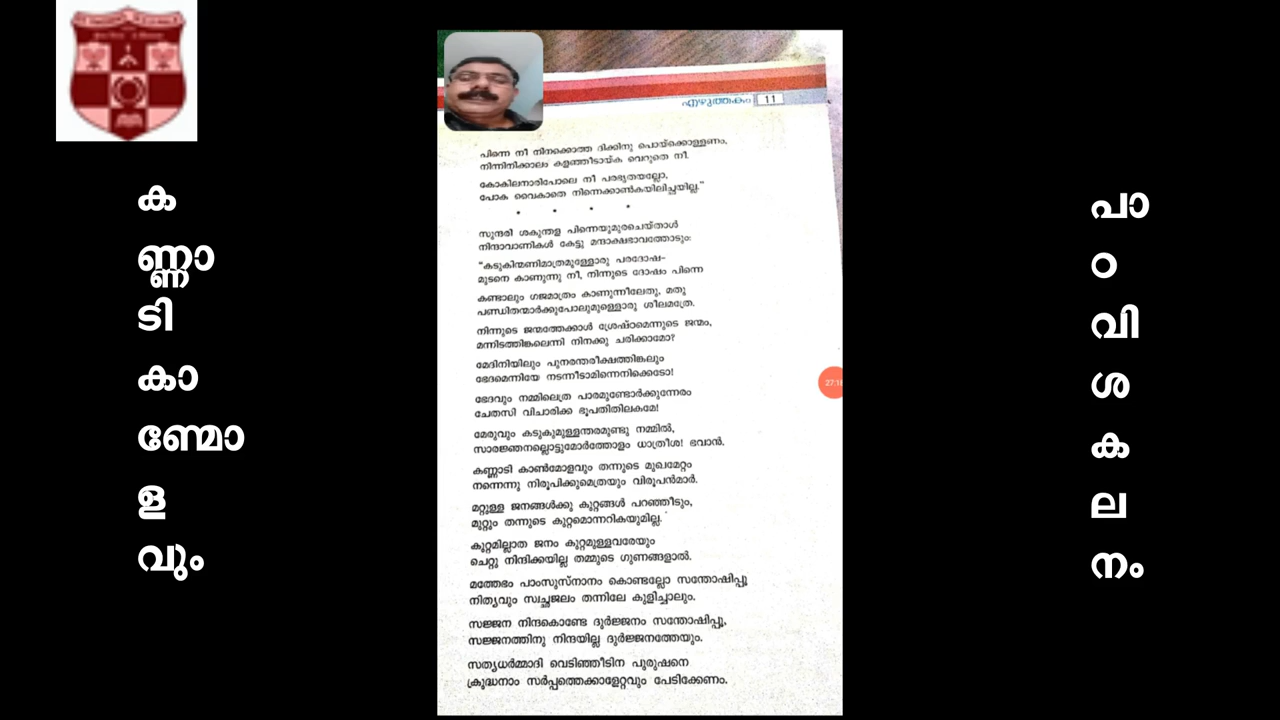 ക
ണ്ണാ
ടി
കാ
ണ്മോ
ള
വും
എഴുത്തകം 11
പിന്നെ നീ നിനക്കൊത്ത ദിക്കിനു പൊയ്ക്കൊള്ളണം,
നിന്നിനിക്കാലം കളഞ്ഞീടായ്ക വെറുതെ നീ.
കോകിലനാരിപോലെ നീ പരഭൃതയല്ലോ,
പോക വൈകാതെ നിന്നെക്കാൺകയിലിച്ഛയില്ല."
* * * *
സുന്ദരി ശകുന്തള പിന്നെയുമുരചെയ്താൾ
നിന്ദാവാണികൾ കേട്ടു മന്ദാക്ഷഭാവത്തോടും:
"കടുകിന്മണിമാത്രമുള്ളോരു പരദോഷ-
മുടനെ കാണുന്നു നീ, നിന്നുടെ ദോഷം പിന്നെ
കണ്ടാലും ഗജമാത്രം കാണുന്നീലേതു, മതു
പണ്ഡിതന്മാർക്കുപോലുമുള്ളൊരു ശീലമത്രേ.
നിന്നുടെ ജന്മത്തേക്കാൾ ശ്രേഷ്ഠമെന്നുടെ ജന്മം,
മന്നിടത്തിങ്കലെന്നി നിനക്കു ചരിക്കാമോ?
മേദിനിയിലും പുനരന്തരീക്ഷത്തിങ്കലും
ഭേദമെന്നിയേ നടന്നീടാമിന്നെനിക്കെടോ!
ഭേദവും നമ്മിലെത്ര പാരമുണ്ടോർക്കുന്നേരം
ചേതസി വിചാരിക്ക ഭൂപതിതിലകമേ!
മേരുവും കടുകുമുള്ളന്തരമുണ്ടു നമ്മിൽ,
സാരജ്ഞനല്ലൊട്ടുമോർത്തോളം ധാത്രീശ! ഭവാൻ.
കണ്ണാടി കാൺമോളവും തന്നുടെ മുഖമേറ്റം
നന്നെന്നു നിരൂപിക്കുമെത്രയും വിരൂപൻമാർ.
മറ്റുള്ള ജനങ്ങൾക്കു കുറ്റങ്ങൾ പറഞ്ഞീടും,
മുറ്റും തന്നുടെ കുറ്റമൊന്നറികയുമില്ല.
കുറ്റമില്ലാത ജനം കുറ്റമുള്ളവരേയും
ചെറ്റു നിന്ദിക്കയില്ല തമ്മുടെ ഗുണങ്ങളാൽ.
മത്തേഭം പാംസുസ്നാനം കൊണ്ടല്ലോ സന്തോഷിപ്പൂ
നിത്യവും സ്വച്ഛജലം തന്നിലേ കുളിച്ചാലും.
സജ്ജന നിന്ദകൊണ്ടേ ദുർജ്ജനം സന്തോഷിപ്പൂ,
സജ്ജനത്തിനു നിന്ദയില്ല ദുർജ്ജനത്തേയും.
സത്യധർമ്മാദി വെടിഞ്ഞീടിന പുരുഷനെ
ക്രുദ്ധനാം സർപ്പത്തെക്കാളേറ്റവും പേടിക്കേണം.
പാ
ഠ
വി
ശ
ക
ല
നം